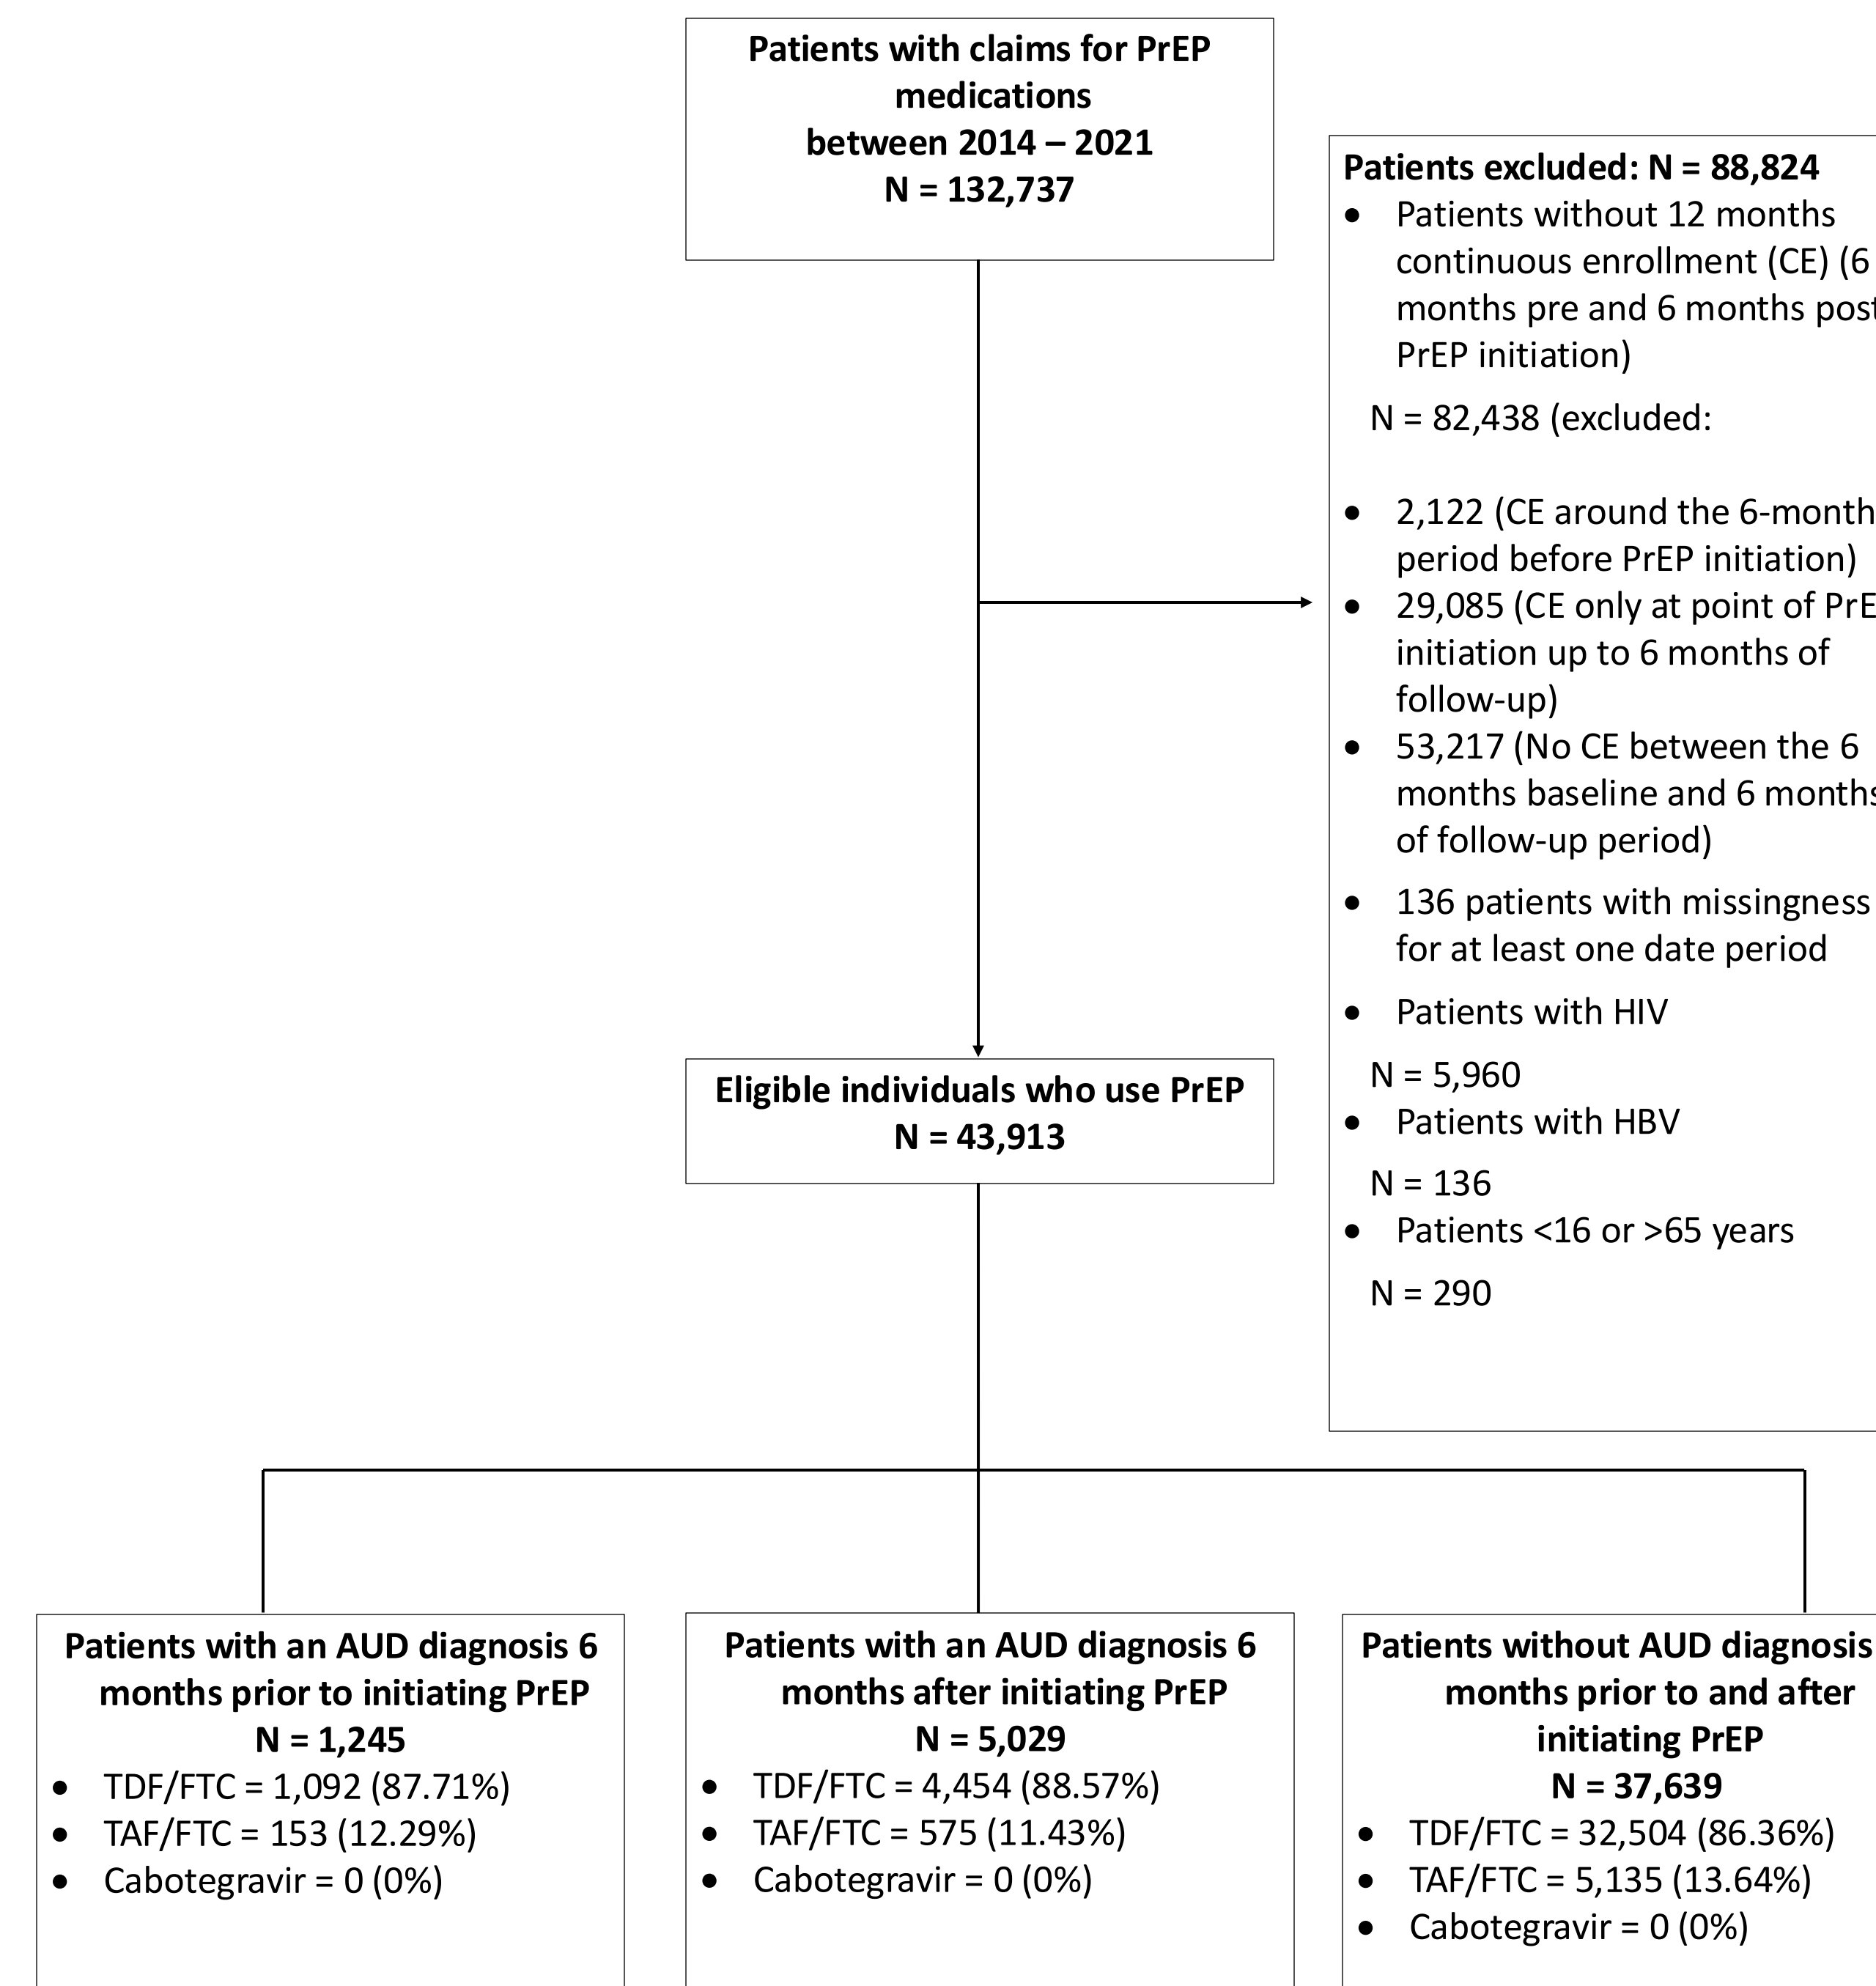 Patients with claims for PrEP
medications
between 2014 – 2021
N = 132,737
Patients excluded: N = 88,824
• Patients without 12 months
continuous enrollment (CE) (6
months pre and 6 months post
PrEP initiation)
N = 82,438 (excluded:
• 2,122 (CE around the 6-month
period before PrEP initiation)
• 29,085 (CE only at point of PrE
initiation up to 6 months of
follow-up)
• 53,217 (No CE between the 6
months baseline and 6 months
of follow-up period)
• 136 patients with missingness
for at least one date period
• Patients with HIV
N = 5,960
• Patients with HBV
N = 136
• Patients <16 or >65 years
N = 290
Eligible individuals who use PrEP
N = 43,913
Patients with an AUD diagnosis 6
months prior to initiating PrEP
N = 1,245
• TDF/FTC = 1,092 (87.71%)
• TAF/FTC = 153 (12.29%)
• Cabotegravir = 0 (0%)
Patients with an AUD diagnosis 6
months after initiating PrEP
N = 5,029
• TDF/FTC = 4,454 (88.57%)
• TAF/FTC = 575 (11.43%)
• Cabotegravir = 0 (0%)
Patients without AUD diagnosis
months prior to and after
initiating PrEP
N = 37,639
• TDF/FTC = 32,504 (86.36%)
• TAF/FTC = 5,135 (13.64%)
• Cabotegravir = 0 (0%)